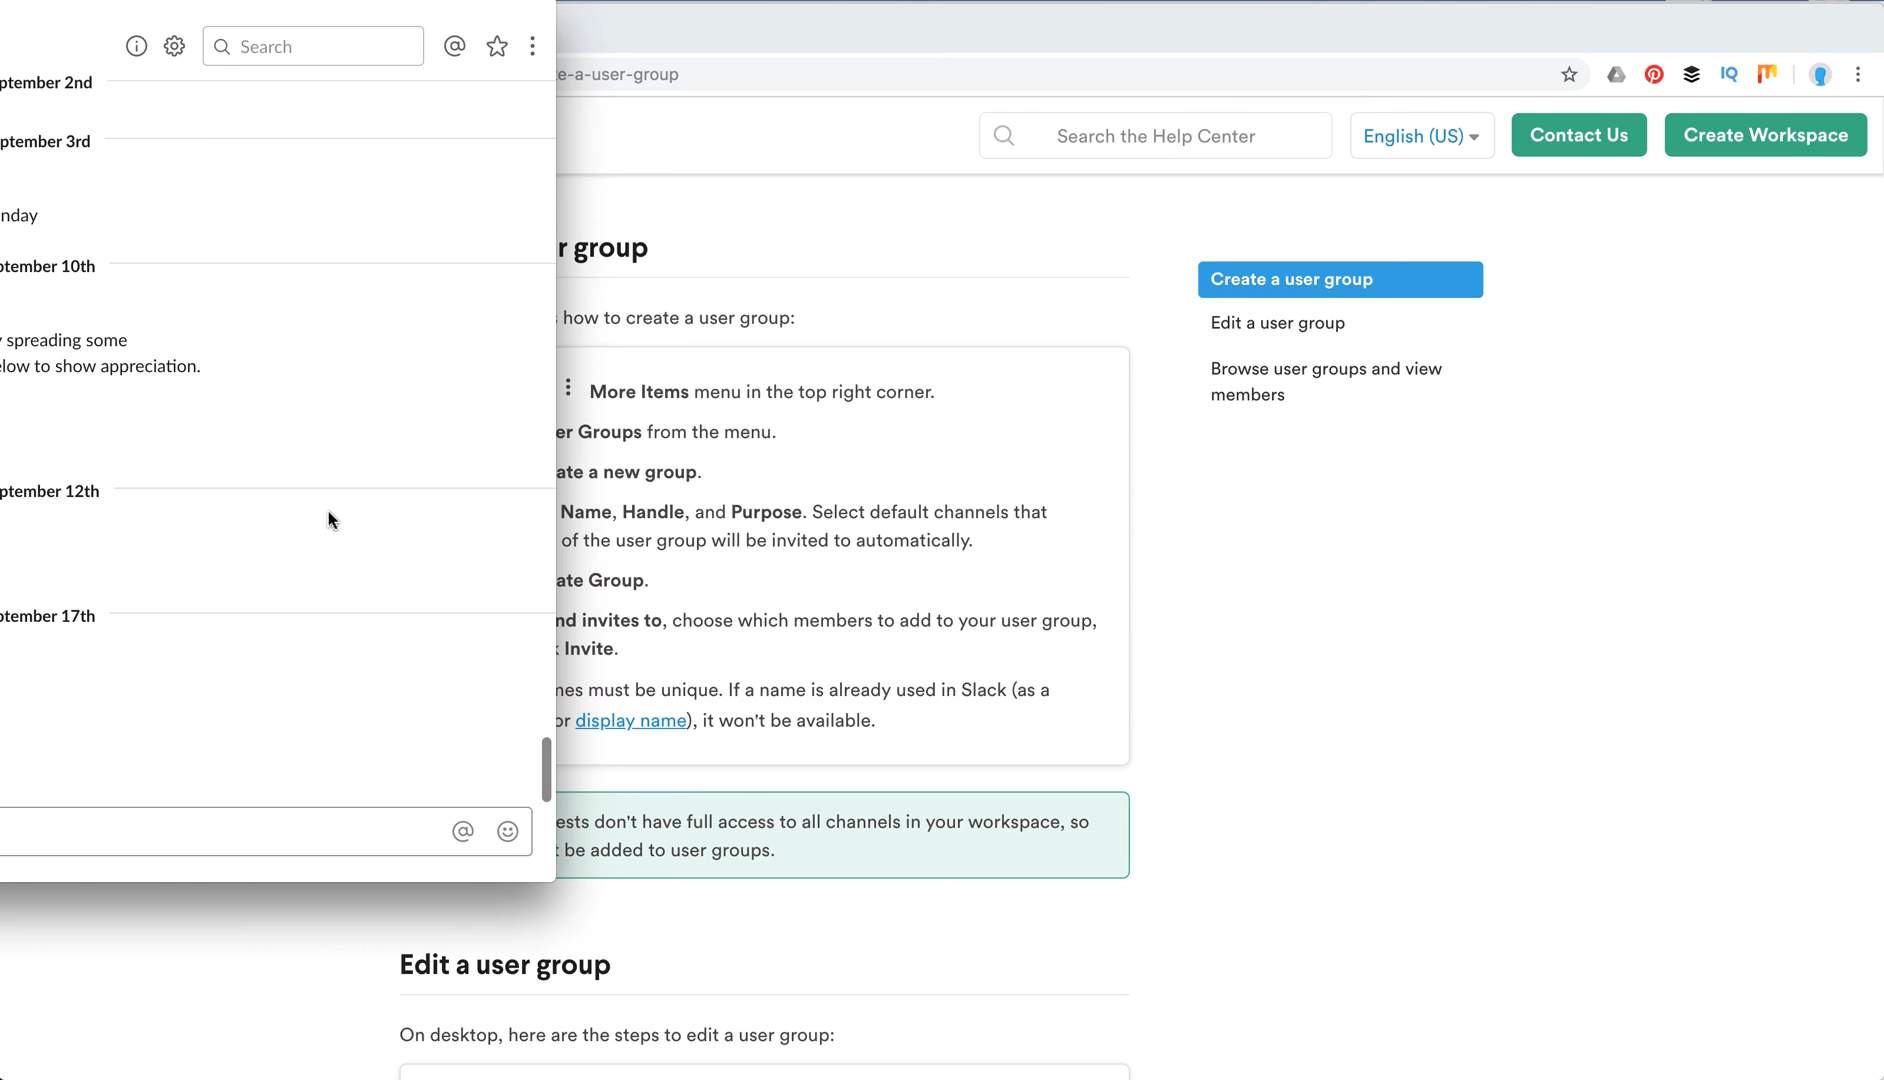 Search
ptember 2nd
ptember 3rd
nday
ptember 10th
spreading some
elow to show appreciation.
ptember 12th
ptember 17th
e-a-user-group
IQ
Search the Help Center
English (US)
Contact Us
Create Workspace
r group
how to create a user group:
More Items menu in the top right corner.
er Groups from the menu.
ate a new group.
Name, Handle, and Purpose. Select default channels that
of the user group will be invited to automatically.
ate Group.
nd invites to, choose which members to add to your user group,
Invite.
nes must be unique. If a name is already used in Slack (as a
or display name), it won't be available.
ests don't have full access to all channels in your workspace, so
t be added to user groups.
Create a user group
Edit a user group
Browse user groups and view
members
Edit a user group
On desktop, here are the steps to edit a user group: